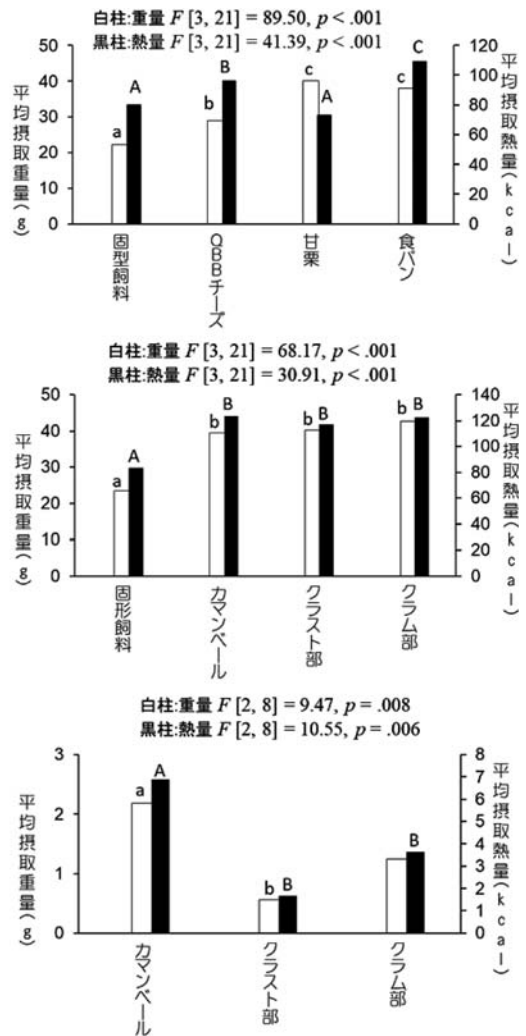 白柱:重量 F [3, 21] = 89.50, p < .001
黒柱:熱量 F [3, 21] = 41.39, p < .001
平均摂取重量(g)
50
40
30
20
10
0
a
A
b
B
c
A
c
C
120
100
80
60
40
20
0
平均摂取熱量(kcal)
固型飼料
QBBチーズ
甘栗
食パン
白柱:重量 F [3, 21] = 68.17, p < .001
黒柱:熱量 F [3, 21] = 30.91, p < .001
平均摂取重量(g)
50
40
30
20
10
0
a
A
b
B
b
B
b
B
140
120
100
80
60
40
20
0
平均摂取熱量(kcal)
固形飼料
カマンベール
クラスト部
クラム部
白柱:重量 F [2, 8] = 9.47, p = .008
黒柱:熱量 F [2, 8] = 10.55, p = .006
平均摂取重量(g)
3
2
1
0
a
A
b
B
B
8
7
6
5
4
3
2
1
0
平均摂取熱量(kcal)
カマンベール
クラスト部
クラム部